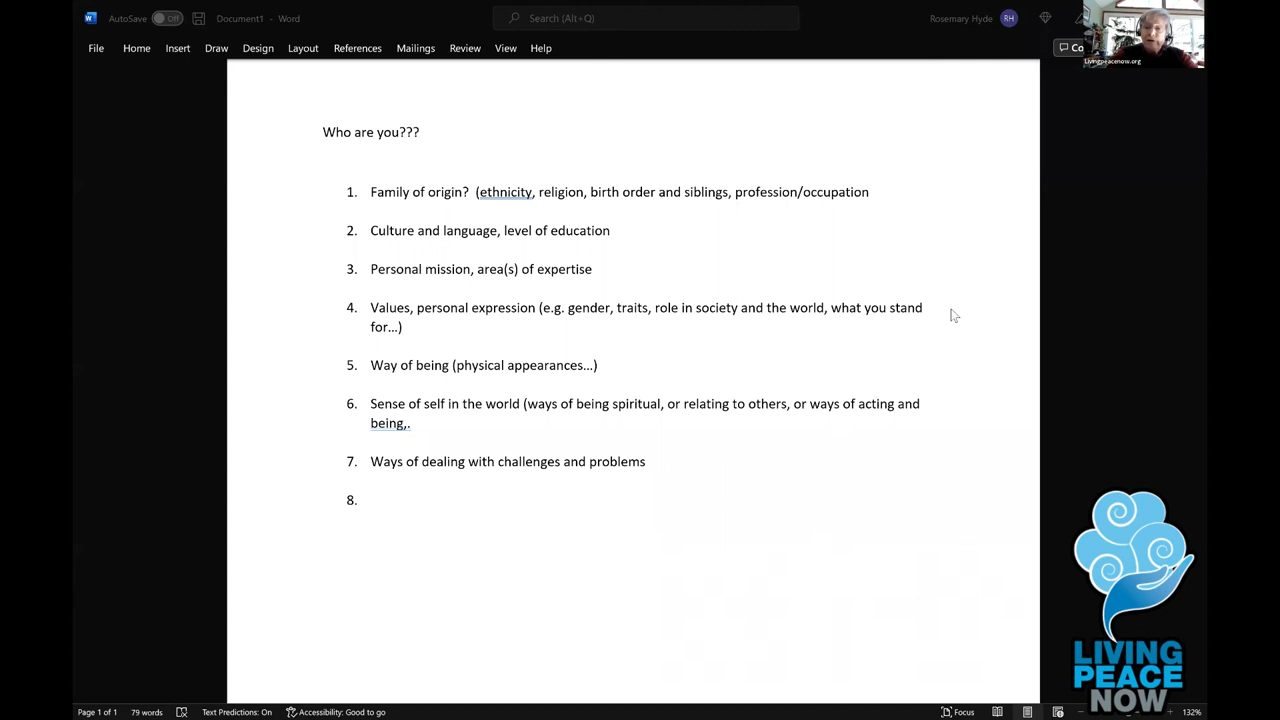 AutoSave Off Document1 - Word Search (Alt+Q) Rosemary Hyde RH
File Home Insert Draw Design Layout References Mailings Review View Help Co
Livingpeacenow.org
Who are you???
1. Family of origin? (ethnicity, religion, birth order and siblings, profession/occupation
2. Culture and language, level of education
3. Personal mission, area(s) of expertise
4. Values, personal expression (e.g. gender, traits, role in society and the world, what you stand
for...)
5. Way of being (physical appearances...)
6. Sense of self in the world (ways of being spiritual, or relating to others, or ways of acting and
being,.
7. Ways of dealing with challenges and problems
8.
LIVING
PEACE
NOW
Page 1 of 1 79 words Text Predictions: On Accessibility: Good to go Focus 132%